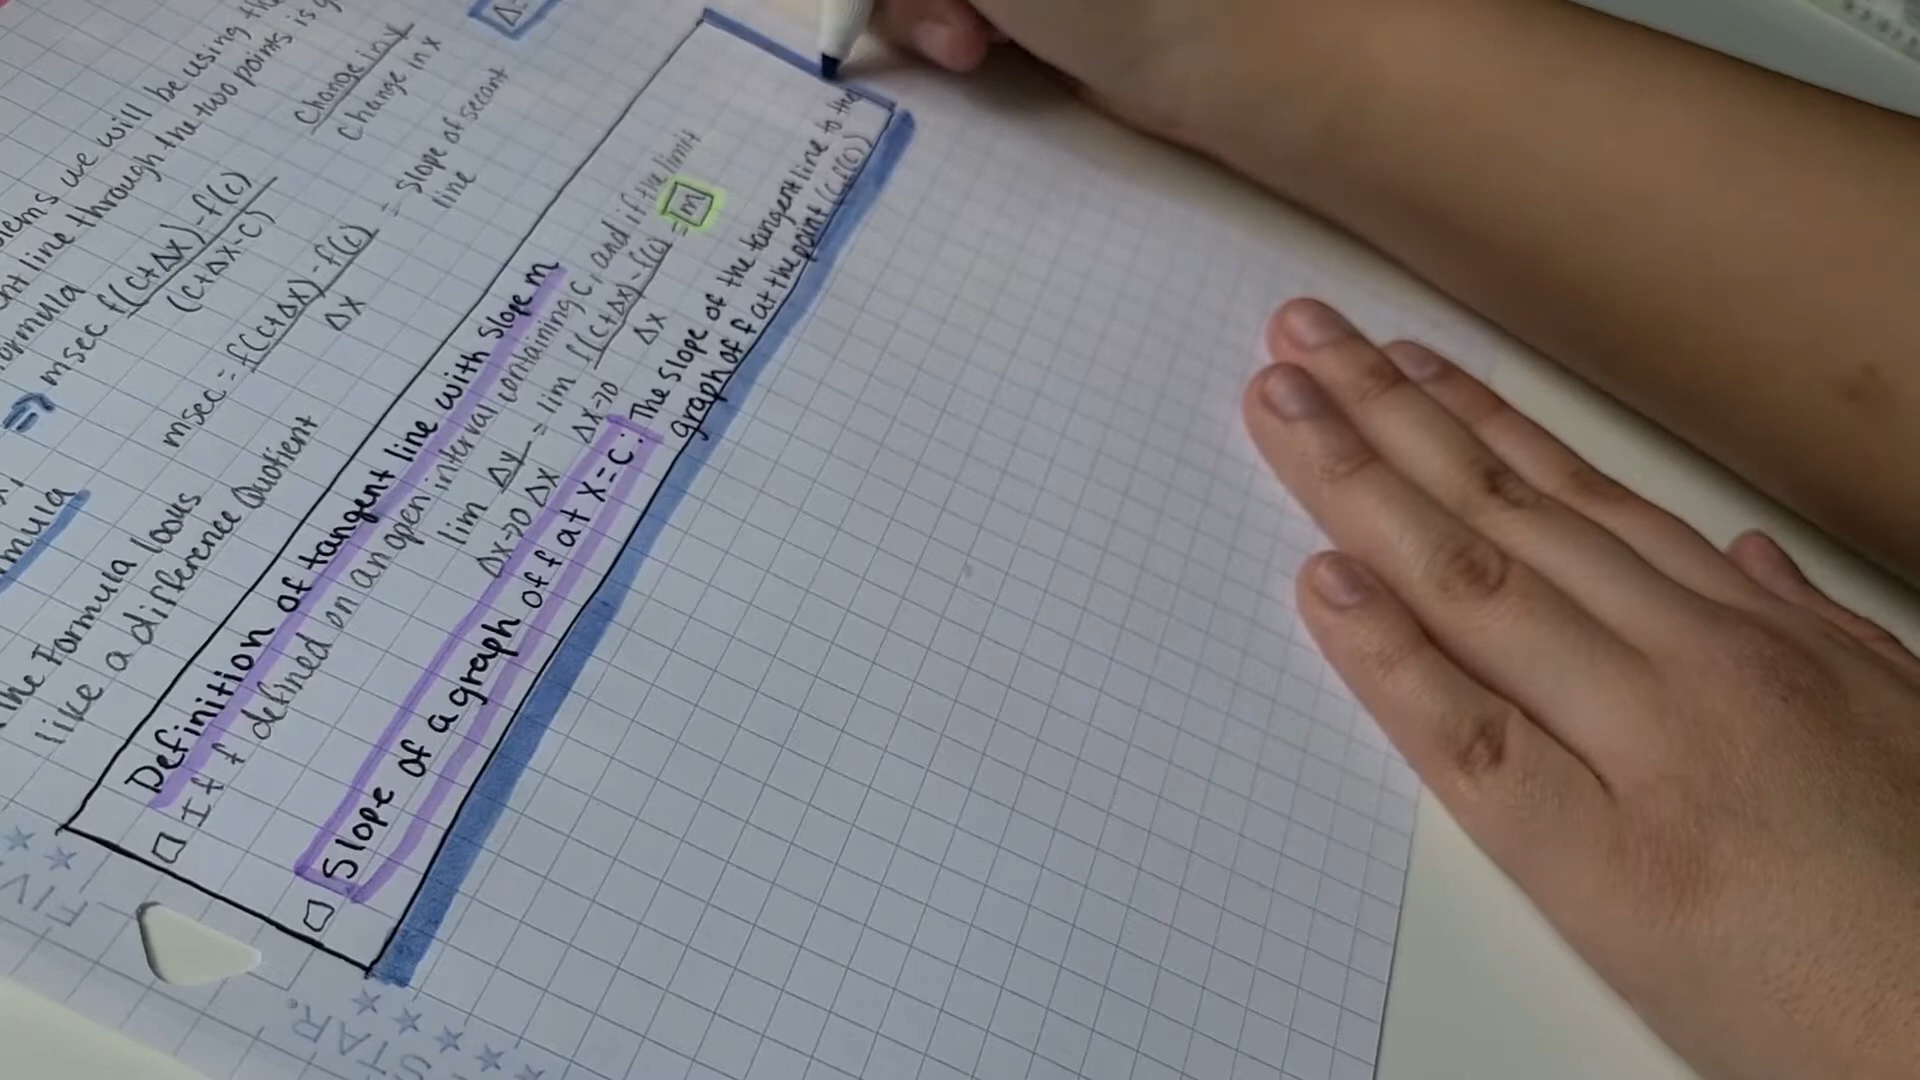 Δ=
lems we will be using th
nt line through the two points is g
ormula
Change in y
Change in x
⇒ msec f(c+Δx)-f(c)
(c+Δx-c)
msec = f(c+Δx)-f(c) = slope of secant
Δx line
mula
the Formula looks
like a difference Quotient
Definition of tangent line with slope m
□ If f defined on an open interval containing c, and if the limit
lim Δy = lim f(c+Δx)-f(c) = m
Δx→0 Δx Δx→0 Δx
□ Slope of a graph of f at x=c: The slope of the tangent line to the
graph of f at the point (c,f(c))
FIV
STAR.